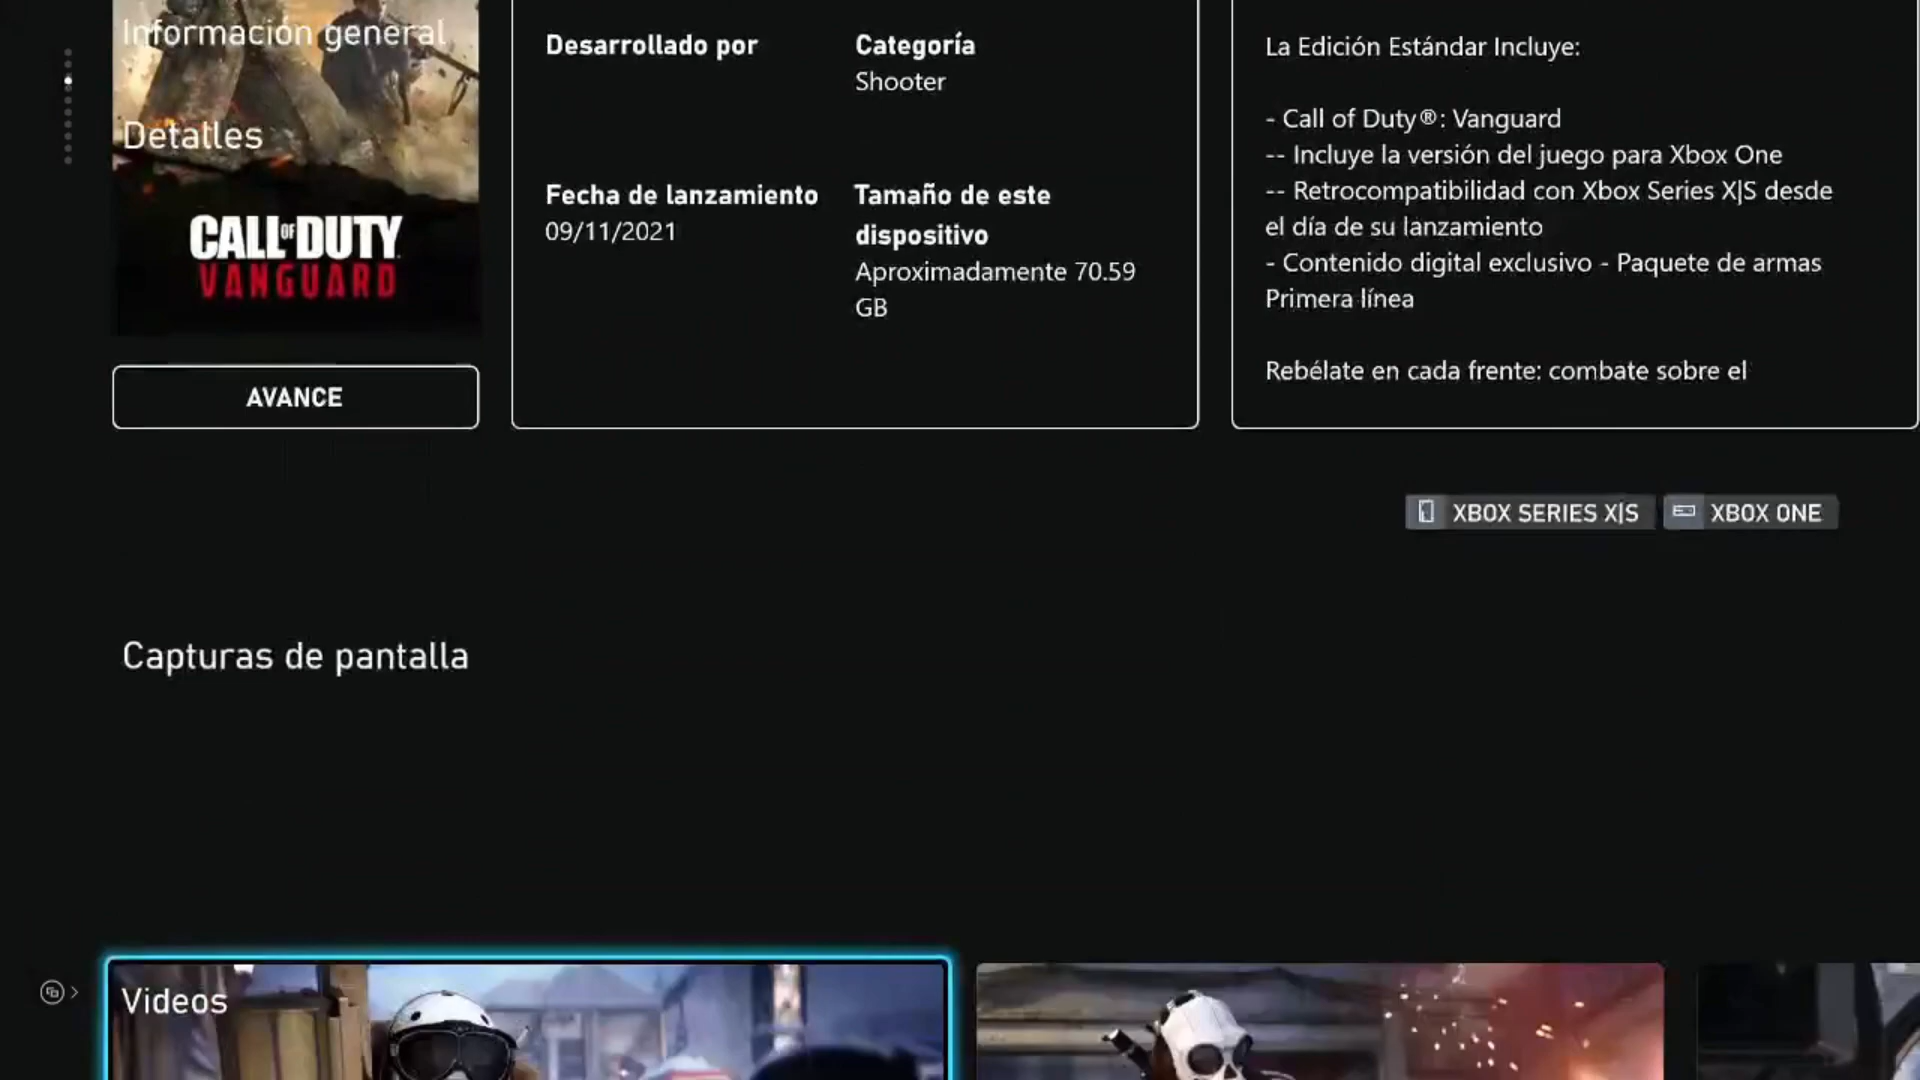 Información general
Detalles
CALL OF DUTY
VANGUARD
AVANCE
Desarrollado por
Categoría
Shooter
Fecha de lanzamiento
09/11/2021
Tamaño de este
dispositivo
Aproximadamente 70.59
GB
La Edición Estándar Incluye:
- Call of Duty®: Vanguard
-- Incluye la versión del juego para Xbox One
-- Retrocompatibilidad con Xbox Series X|S desde
el día de su lanzamiento
- Contenido digital exclusivo - Paquete de armas
Primera línea
Rebélate en cada frente: combate sobre el
XBOX SERIES X|S
XBOX ONE
Capturas de pantalla
Videos